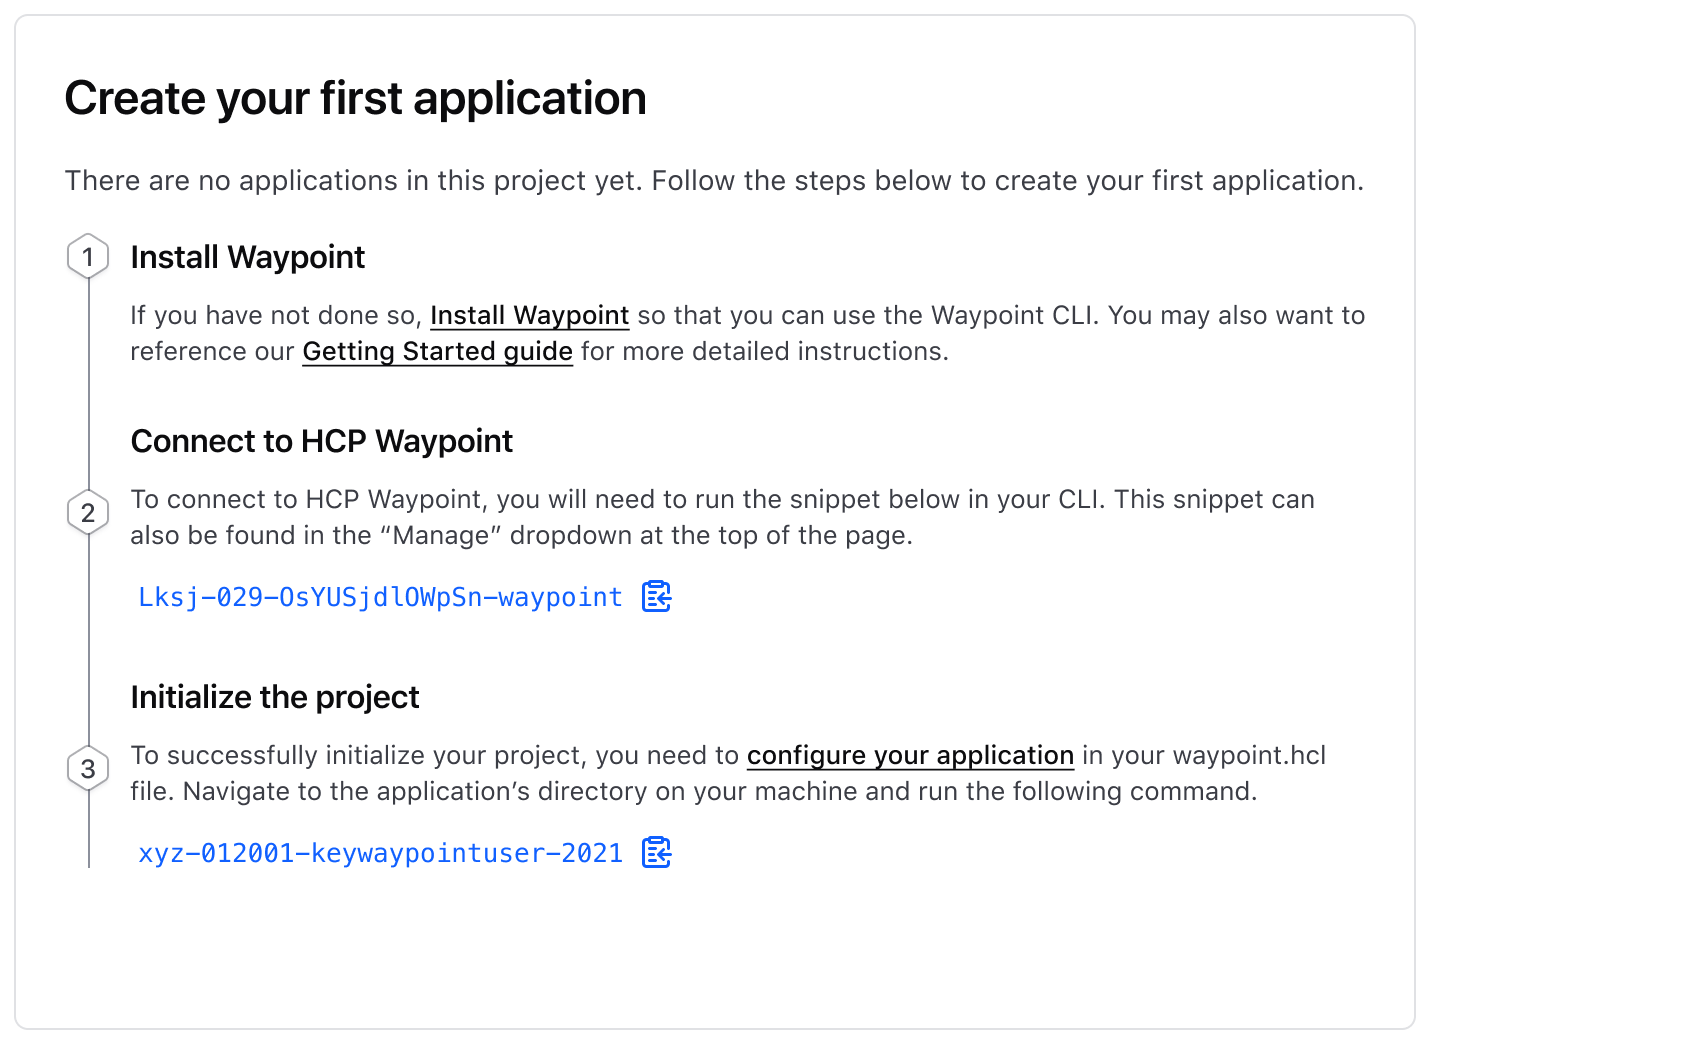 Create your first application
There are no applications in this project yet. Follow the steps below to create your first application.
1 Install Waypoint
If you have not done so, Install Waypoint so that you can use the Waypoint CLI. You may also want to
reference our Getting Started guide for more detailed instructions.
Connect to HCP Waypoint
2
To connect to HCP Waypoint, you will need to run the snippet below in your CLI. This snippet can
also be found in the “Manage” dropdown at the top of the page.
Lksj-029-OsYUSjdlOWpSn-waypoint
Initialize the project
3
To successfully initialize your project, you need to configure your application in your waypoint.hcl
file. Navigate to the application’s directory on your machine and run the following command.
xyz-012001-keywaypointuser-2021